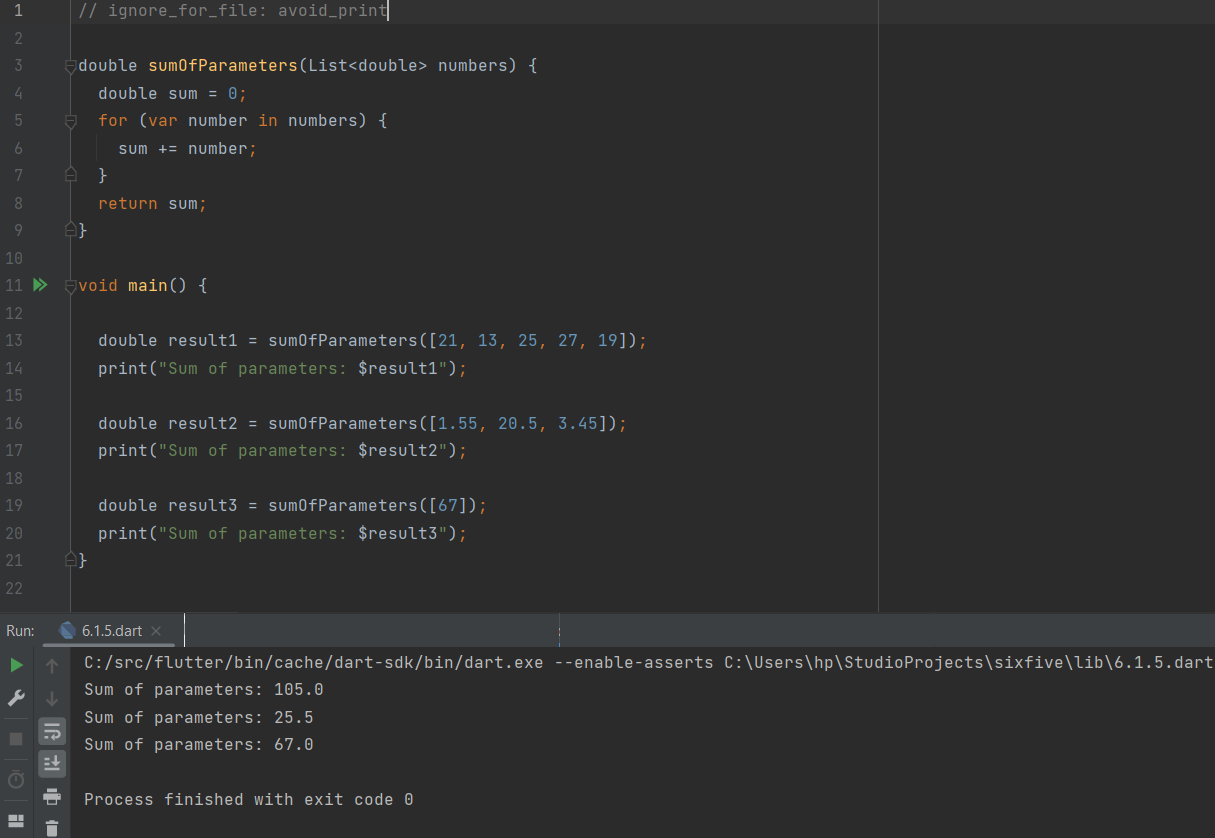 1 // ignore_for_file: avoid_print
2
3 double sumOfParameters(List<double> numbers) {
4   double sum = 0;
5   for (var number in numbers) {
6     sum += number;
7   }
8   return sum;
9 }
10
11 void main() {
12
13   double result1 = sumOfParameters([21, 13, 25, 27, 19]);
14   print("Sum of parameters: $result1");
15
16   double result2 = sumOfParameters([1.55, 20.5, 3.45]);
17   print("Sum of parameters: $result2");
18
19   double result3 = sumOfParameters([67]);
20   print("Sum of parameters: $result3");
21 }
22
Run: 6.1.5.dart
C:/src/flutter/bin/cache/dart-sdk/bin/dart.exe --enable-asserts C:\Users\hp\StudioProjects\sixfive\lib\6.1.5.dart
Sum of parameters: 105.0
Sum of parameters: 25.5
Sum of parameters: 67.0
Process finished with exit code 0